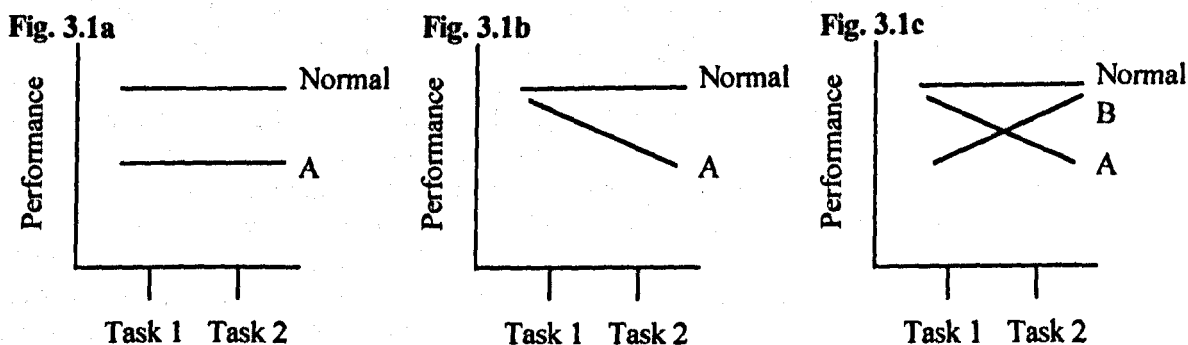 Fig. 3.1a
Performance
Normal
A
Task 1 Task 2
Fig. 3.1b
Performance
Normal
A
Task 1 Task 2
Fig. 3.1c
Performance
Normal
B
A
Task 1 Task 2